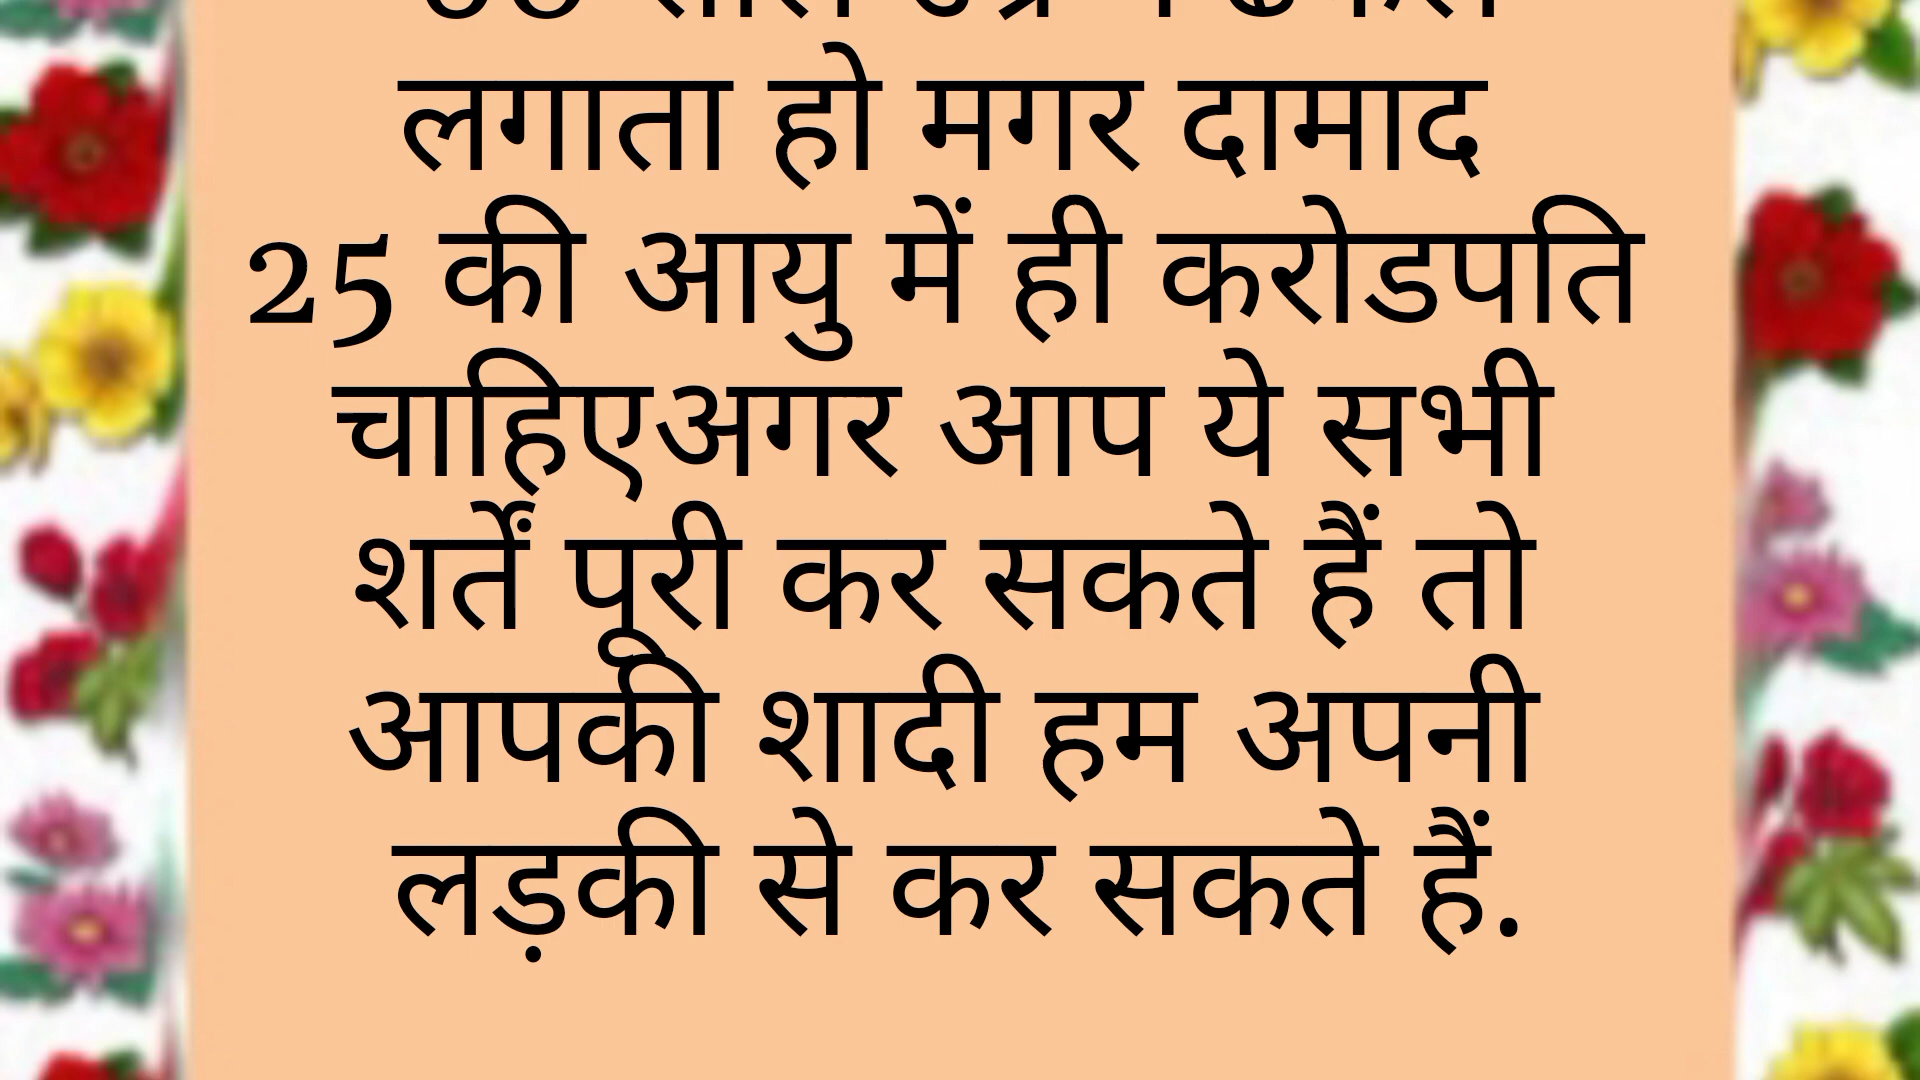 लगाता हो मगर दामाद
25 की आयु में ही करोडपति
चाहिएअगर आप ये सभी
शर्तें पूरी कर सकते हैं तो
आपकी शादी हम अपनी
लड़की से कर सकते हैं.